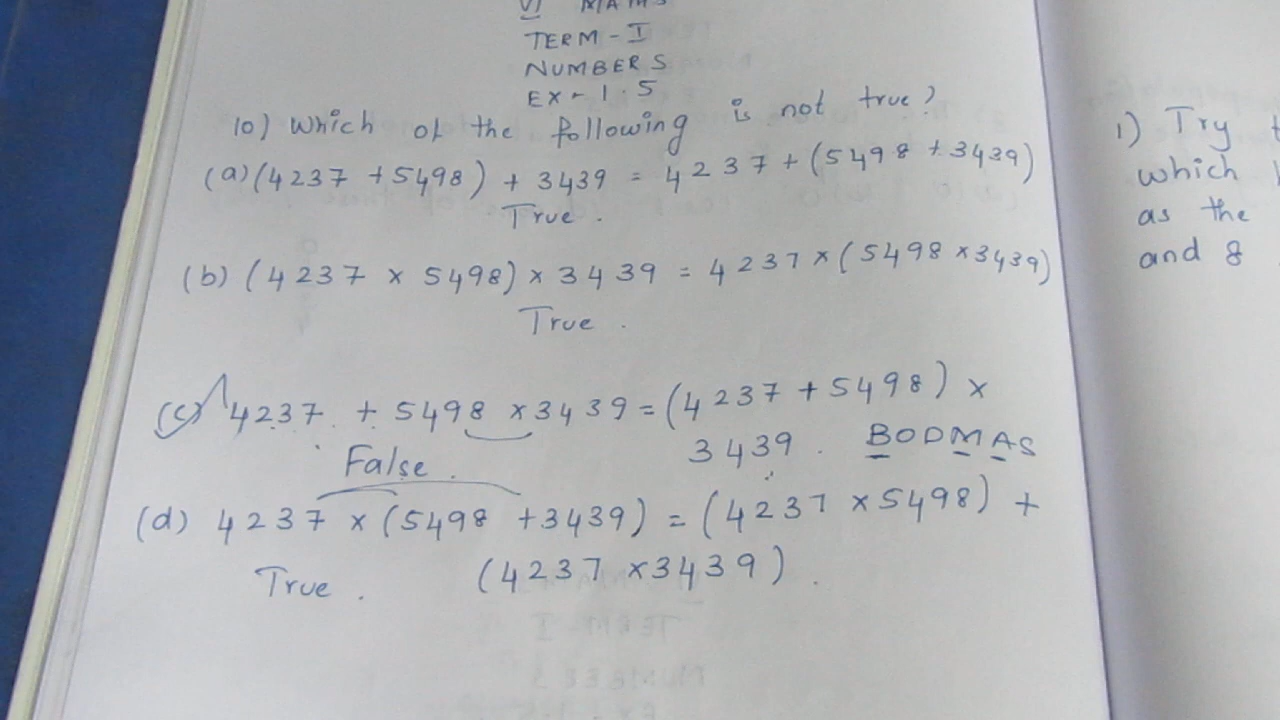 VI MATHS
TERM - I
NUMBERS
EX - 1.5
10) Which of the following is not true?
(a) (4237 + 5498) + 3439 = 4237 + (5498 + 3439)
True.
(b) (4237 × 5498) × 3439 = 4237 × (5498 × 3439)
True.
(c) 4237 + 5498 × 3439 = (4237 + 5498) ×
3439. BODMAS
False.
(d) 4237 × (5498 + 3439) = (4237 × 5498) +
True. (4237 × 3439).
1) Try
which
as the
and 8